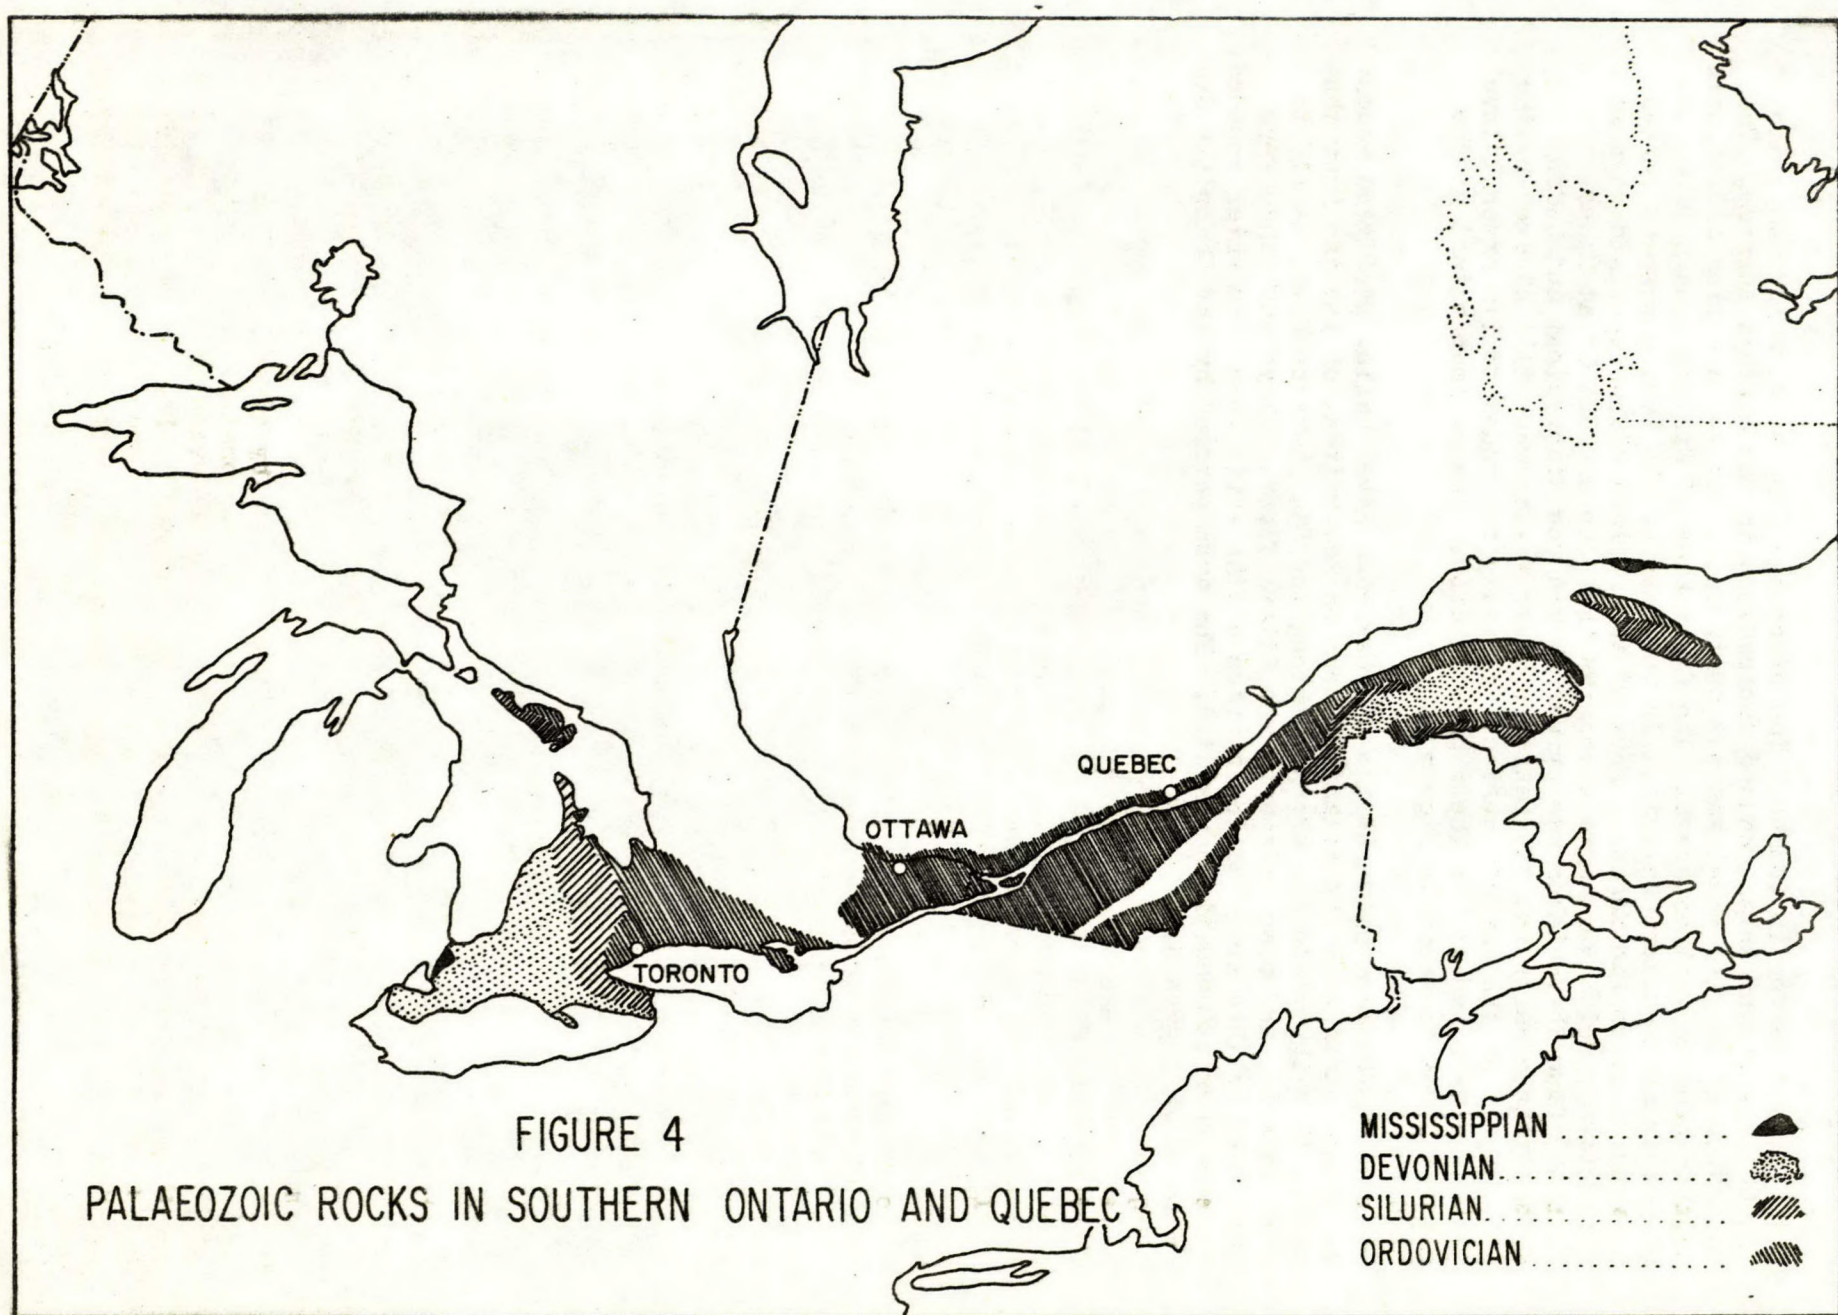 QUEBEC
OTTAWA
TORONTO
FIGURE 4
PALAEOZOIC ROCKS IN SOUTHERN ONTARIO AND QUEBEC
MISSISSIPPIAN ............
DEVONIAN.................
SILURIAN..................
ORDOVICIAN...............